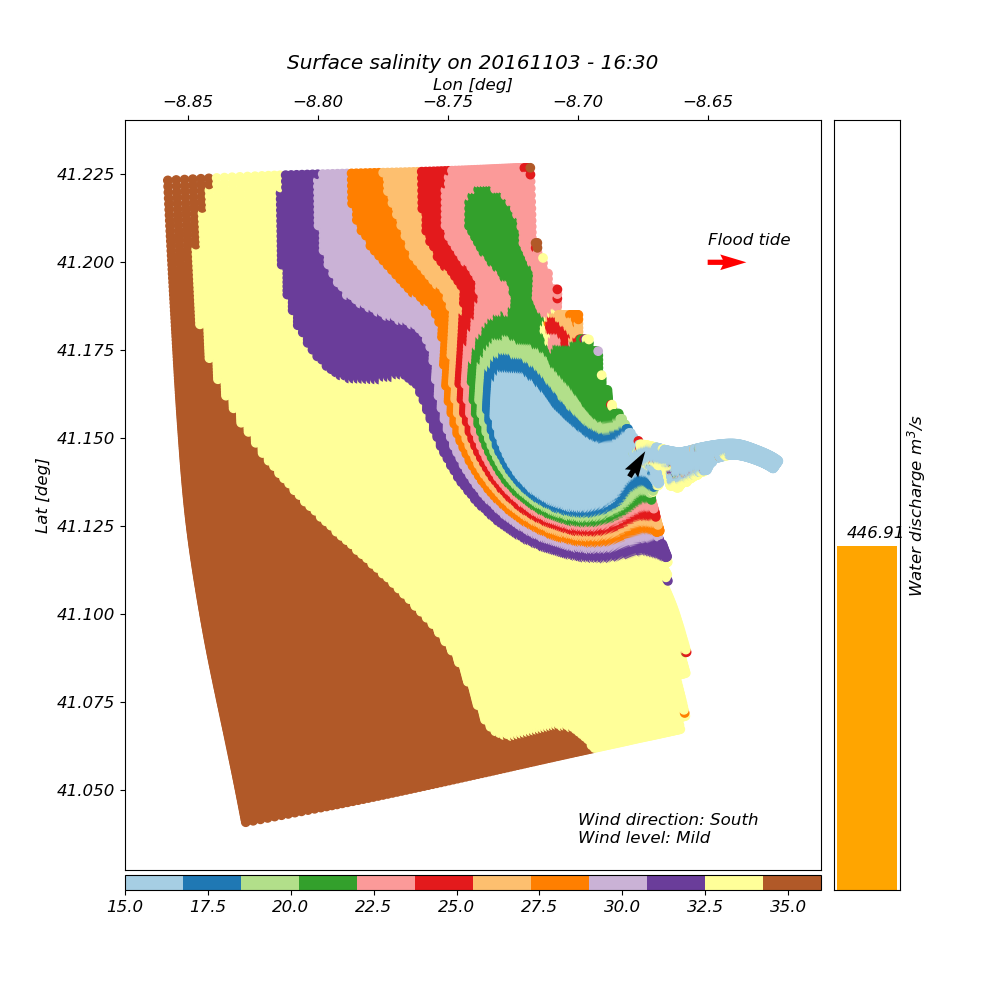 Surface salinity on 20161103 - 16:30
Lon [deg]
−8.85 −8.80 −8.75 −8.70 −8.65
41.225
41.200
41.175
41.150
41.125
41.100
41.075
41.050
Lat [deg]
Flood tide
446.91
Water discharge m³/s
Wind direction: South
Wind level: Mild
15.0 17.5 20.0 22.5 25.0 27.5 30.0 32.5 35.0